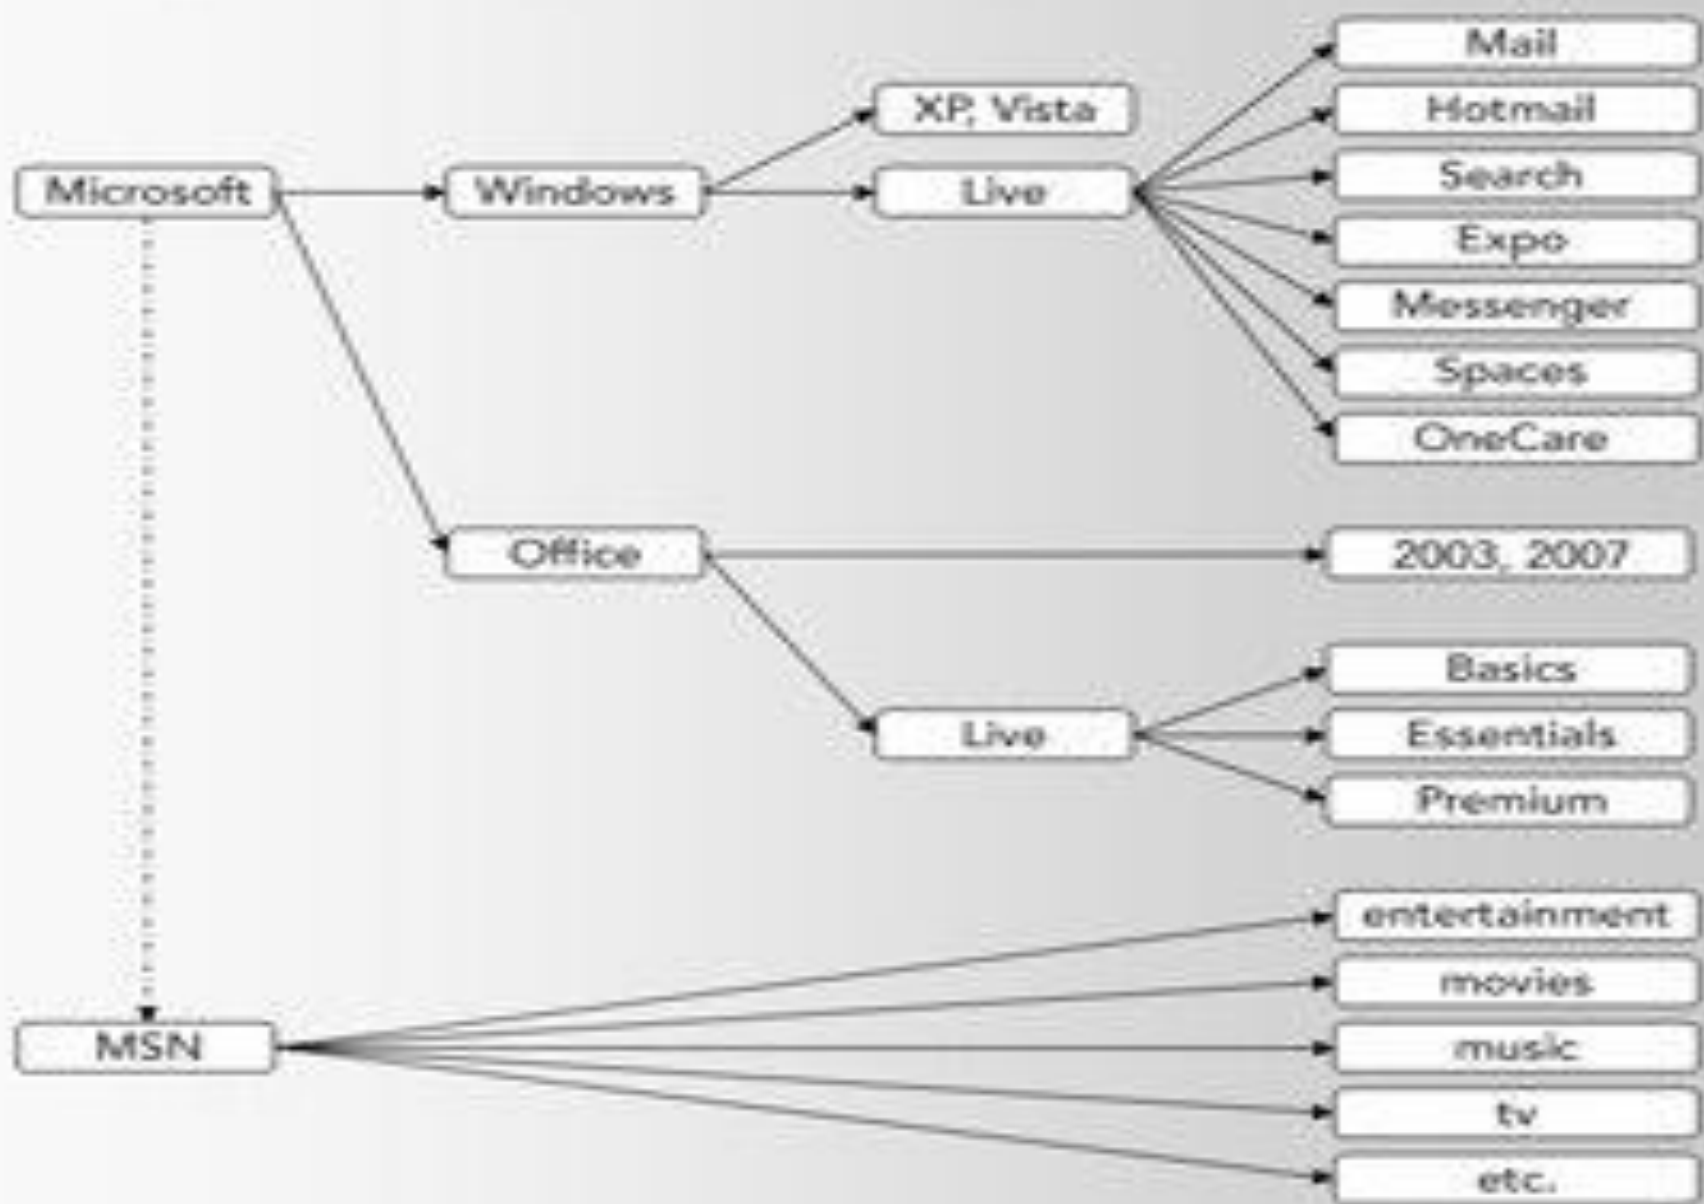 Mail
XP, Vista
Hotmail
Microsoft
Windows
Live
Search
Expo
Messenger
Spaces
OneCare
Office
2003, 2007
Basics
Live
Essentials
Premium
entertainment
movies
MSN
music
tv
etc.